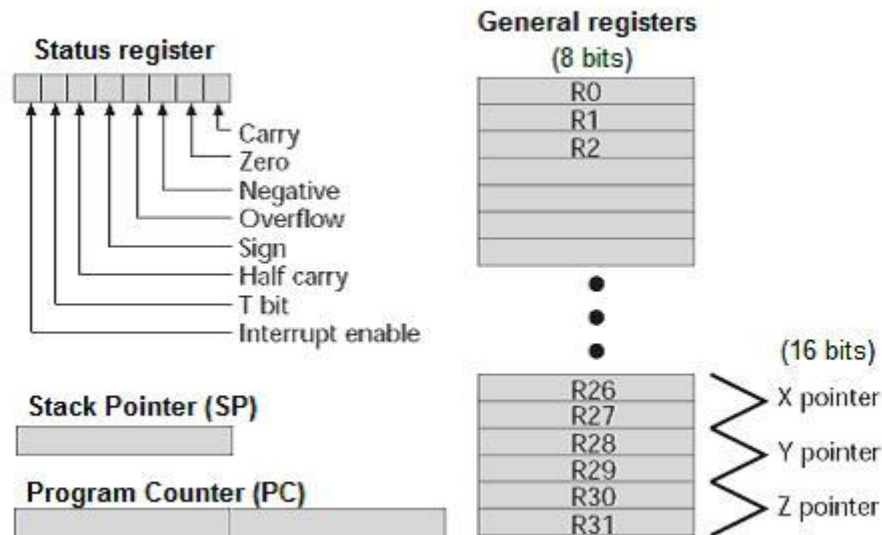 Status register
Carry
Zero
Negative
Overflow
Sign
Half carry
T bit
Interrupt enable
Stack Pointer (SP)
Program Counter (PC)
General registers
(8 bits)
R0
R1
R2
R26
R27
R28
R29
R30
R31
(16 bits)
X pointer
Y pointer
Z pointer